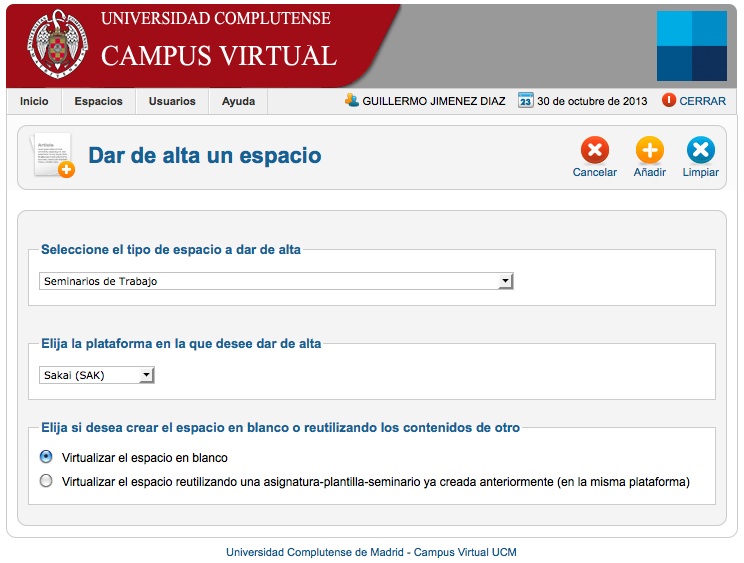 UNIVERSIDAD COMPLUTENSE
CAMPUS VIRTUAL
Inicio Espacios Usuarios Ayuda GUILLERMO JIMENEZ DIAZ 23 30 de octubre de 2013 CERRAR
Article
Dar de alta un espacio
Cancelar Añadir Limpiar
Seleccione el tipo de espacio a dar de alta
Seminarios de Trabajo
Elija la plataforma en la que desee dar de alta
Sakai (SAK)
Elija si desea crear el espacio en blanco o reutilizando los contenidos de otro
Virtualizar el espacio en blanco
Virtualizar el espacio reutilizando una asignatura-plantilla-seminario ya creada anteriormente (en la misma plataforma)
Universidad Complutense de Madrid - Campus Virtual UCM